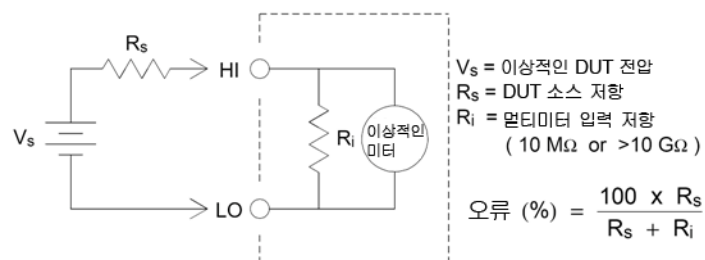 Rs
HI
Vs
Ri
이상적인
미터
LO
Vs = 이상적인 DUT 전압
Rs = DUT 소스 저항
Ri = 멀티미터 입력 저항
( 10 MΩ or >10 GΩ )
오류 (%) = 100 x Rs
Rs + Ri